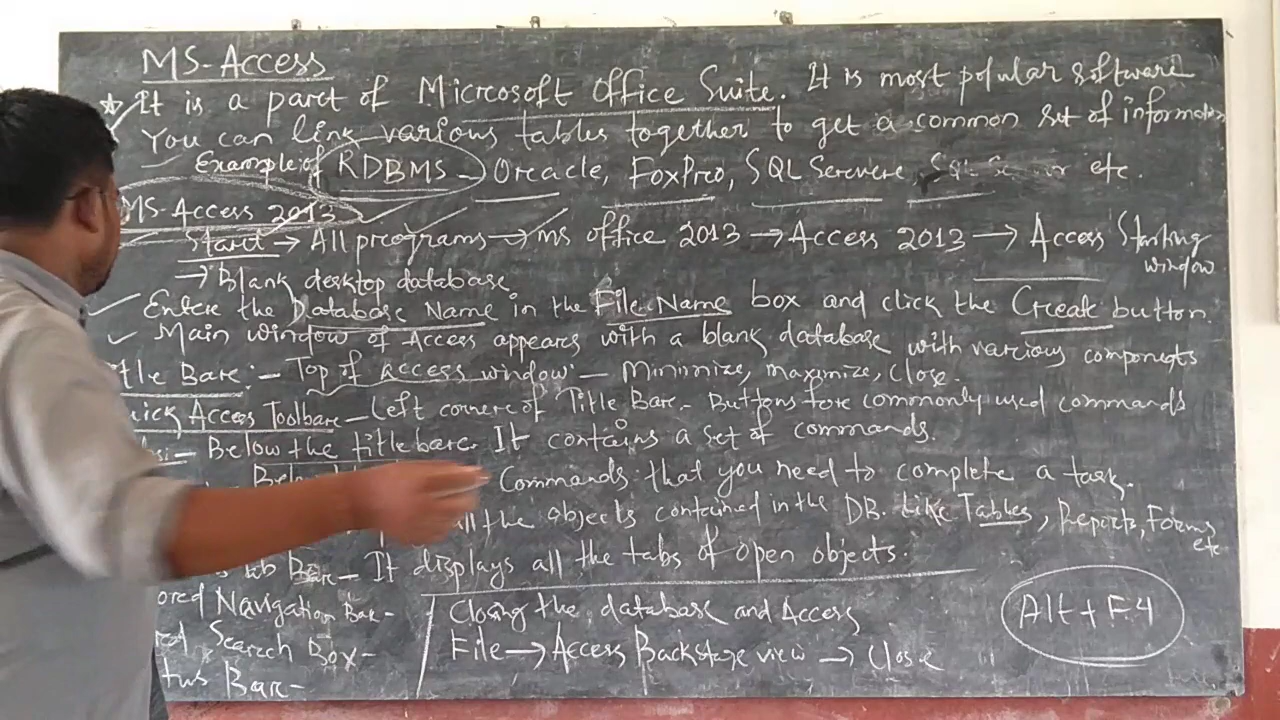 MS-Access
It is a part of Microsoft Office Suite. It is most popular software
You can link various tables together to get a common set of information
Example of RDBMS - Oracle, FoxPro, SQL Serever, etc.
MS-Access 2013
Start → All programs → ms office 2013 → Access 2013 → Access Starting window
→ blank desktop database
Enter the Database Name in the File Name box and click the Creat button.
Main window of Access appears with a blank database with various components
tle Bar:- Top of access window:- Minimize, maximize, Close.
uick Access Toolbar - Left corner of Title Bar - Buttons for commonly used commands
- Below the title bar. It contains a set of commands.
Commands that you need to complete a task.
all the objects contained in the DB. Like Tables, Reports, Forms etc
Bar - It displays all the tabs of open objects.
ored Navigation Bar -
Search Box -
tus Bar -
Closing the database and Access
File → Access Backstage view → Close
Alt + F4